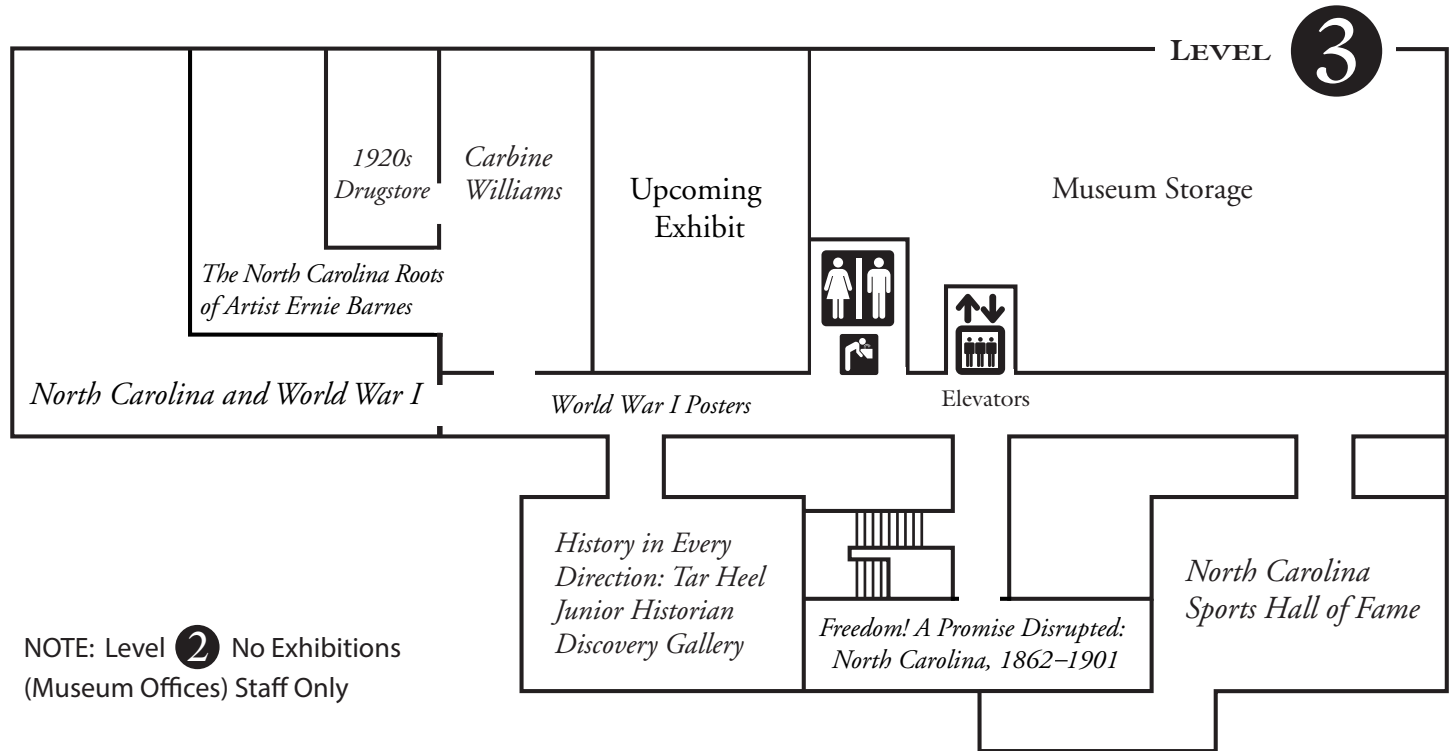 LEVEL 3
1920s
Drugstore
Carbine
Williams
Upcoming
Exhibit
Museum Storage
The North Carolina Roots
of Artist Ernie Barnes
North Carolina and World War I
World War I Posters
Elevators
History in Every
Direction: Tar Heel
Junior Historian
Discovery Gallery
Freedom! A Promise Disrupted:
North Carolina, 1862–1901
North Carolina
Sports Hall of Fame
NOTE: Level 2 No Exhibitions
(Museum Offices) Staff Only